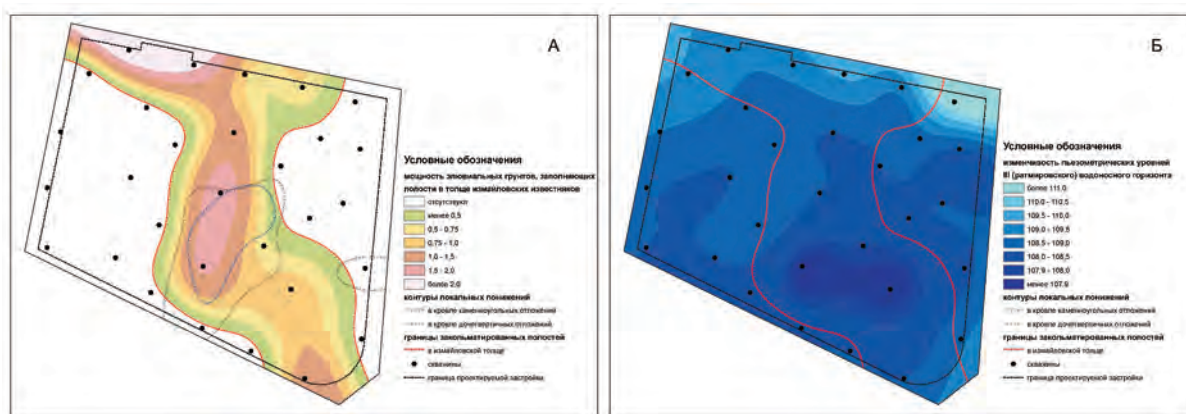 А
Условные обозначения
мощность элювиальных грунтов, заполняющих
полости в толще измайловских известняков
отсутствуют
менее 0,5
0,5 - 0,75
0,75 - 1,0
1,0 - 1,5
1,5 - 2,0
более 2,0
контуры локальных понижений
в кровле каменноугольных отложений
в кровле дочетвертичных отложений
границы закольматированных полостей
в измайловской толще
скважины
граница проектируемой застройки
Б
Условные обозначения
изменчивость пьезометрических уровней
III (ратмировского) водоносного горизонта
более 111,0
110,0 - 110,5
109,5 - 110,0
109,0 - 109,5
108,5 - 109,0
108,0 - 108,5
107,9 - 108,0
менее 107,9
контуры локальных понижений
в кровле каменноугольных отложений
в кровле дочетвертичных отложений
границы закольматированных полостей
в измайловской толще
скважины
граница проектируемой застройки